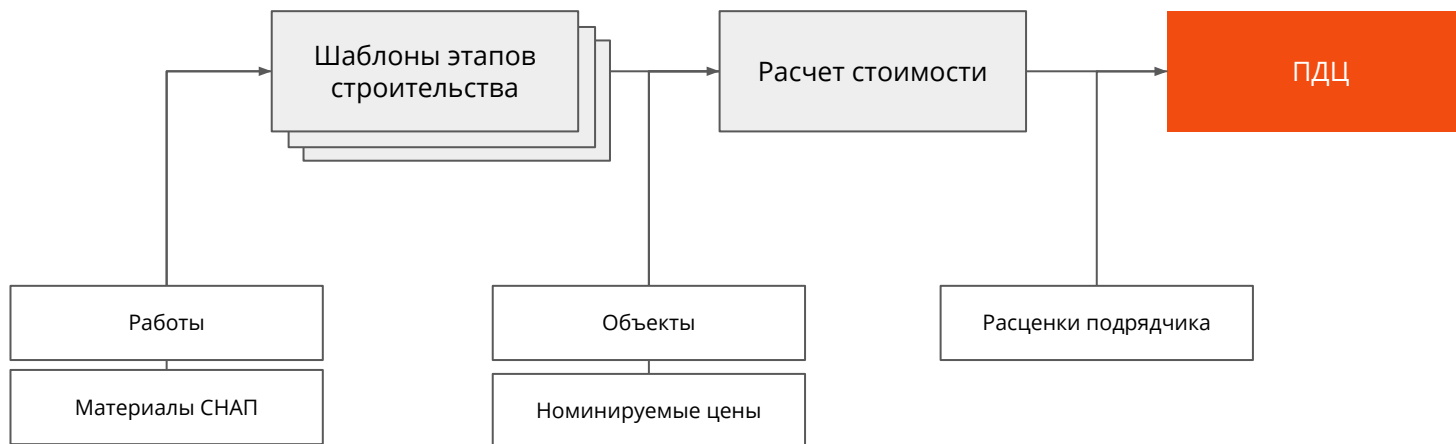 Шаблоны этапов
строительства
Расчет стоимости
ПДЦ
Работы
Объекты
Расценки подрядчика
Материалы СНАП
Номинируемые цены